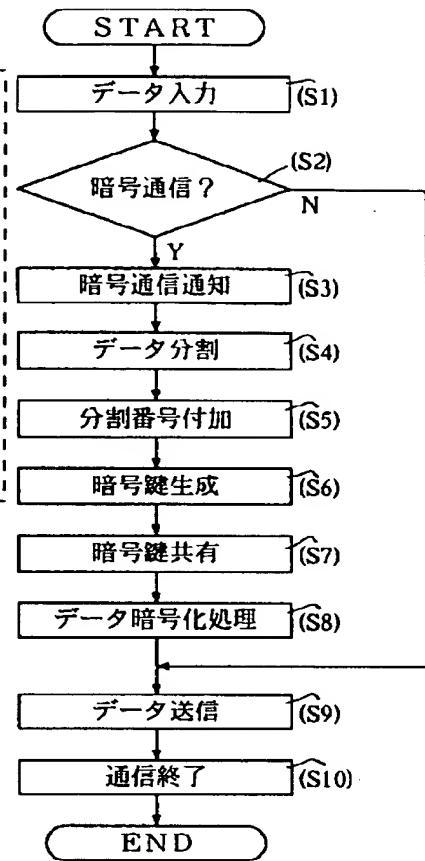 START
データ入力 (S1)
暗号通信？ (S2)
N
Y
暗号通信通知 (S3)
データ分割 (S4)
分割番号付加 (S5)
暗号鍵生成 (S6)
暗号鍵共有 (S7)
データ暗号化処理 (S8)
データ送信 (S9)
通信終了 (S10)
END